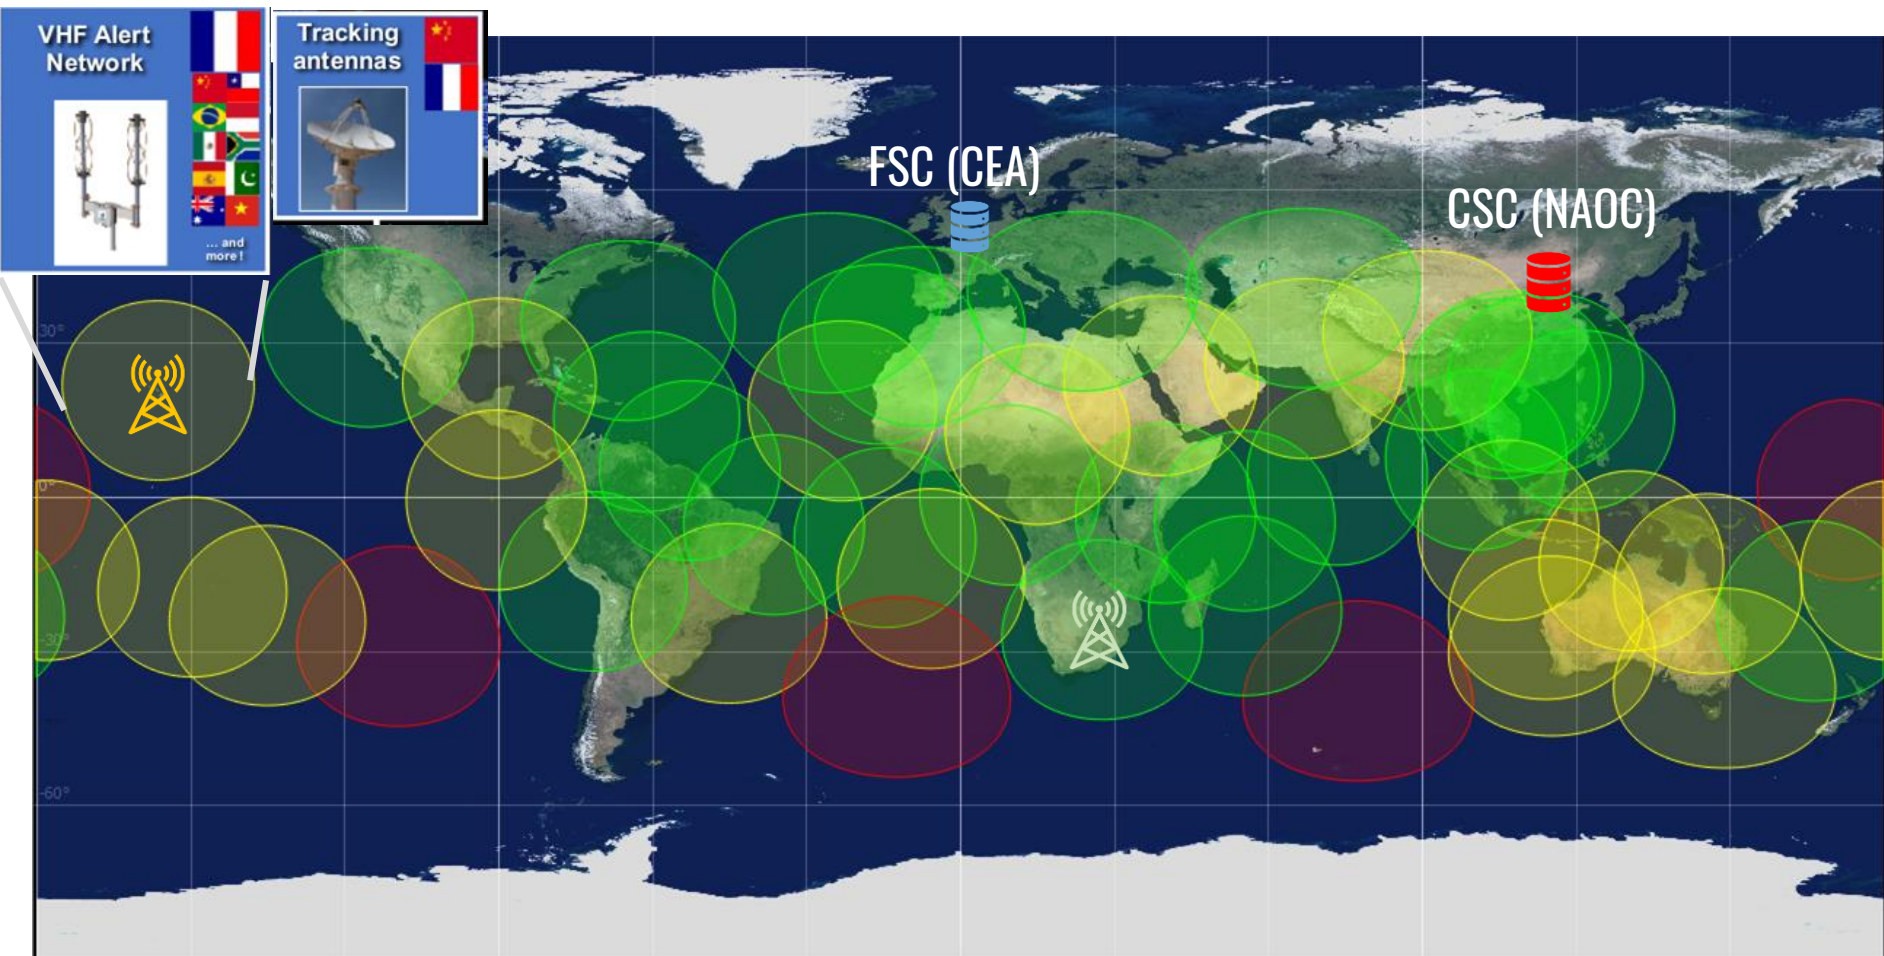 VHF Alert
Network
... and
more!
Tracking
antennas
FSC (CEA)
CSC (NAOC)
30°
0°
-30°
-60°